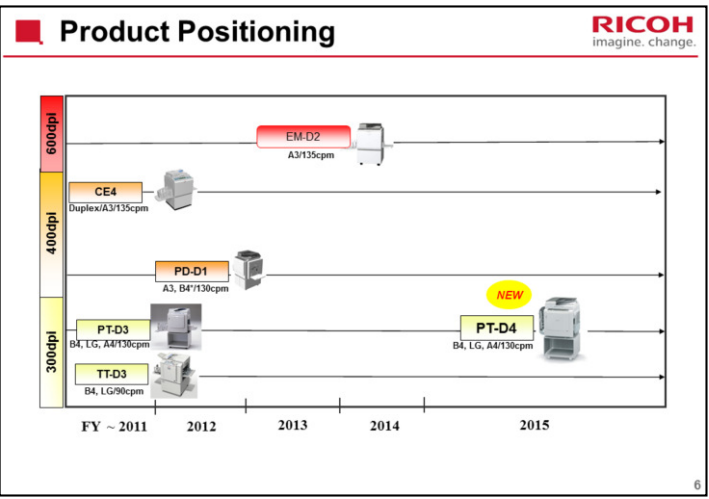 Product Positioning
RICOH
imagine. change.
600dpi
EM-D2
A3/135cpm
400dpi
CE4
Duplex/A3/135cpm
PD-D1
A3, B4*/130cpm
300dpi
NEW
PT-D3
B4, LG, A4/130cpm
PT-D4
B4, LG, A4/130cpm
TT-D3
B4, LG/90cpm
FY ~ 2011 2012 2013 2014 2015
6